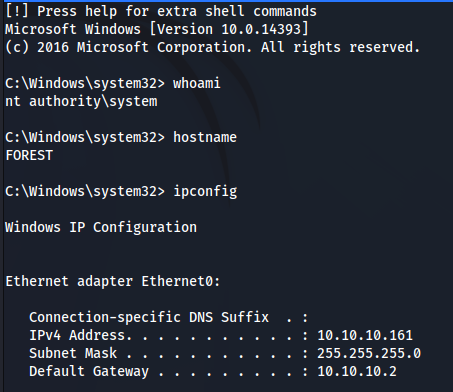 [!] Press help for extra shell commands
Microsoft Windows [Version 10.0.14393]
(c) 2016 Microsoft Corporation. All rights reserved.
C:\Windows\system32> whoami
nt authority\system
C:\Windows\system32> hostname
FOREST
C:\Windows\system32> ipconfig
Windows IP Configuration
Ethernet adapter Ethernet0:
Connection-specific DNS Suffix  . :
IPv4 Address. . . . . . . . . . . : 10.10.10.161
Subnet Mask . . . . . . . . . . . : 255.255.255.0
Default Gateway . . . . . . . . . : 10.10.10.2